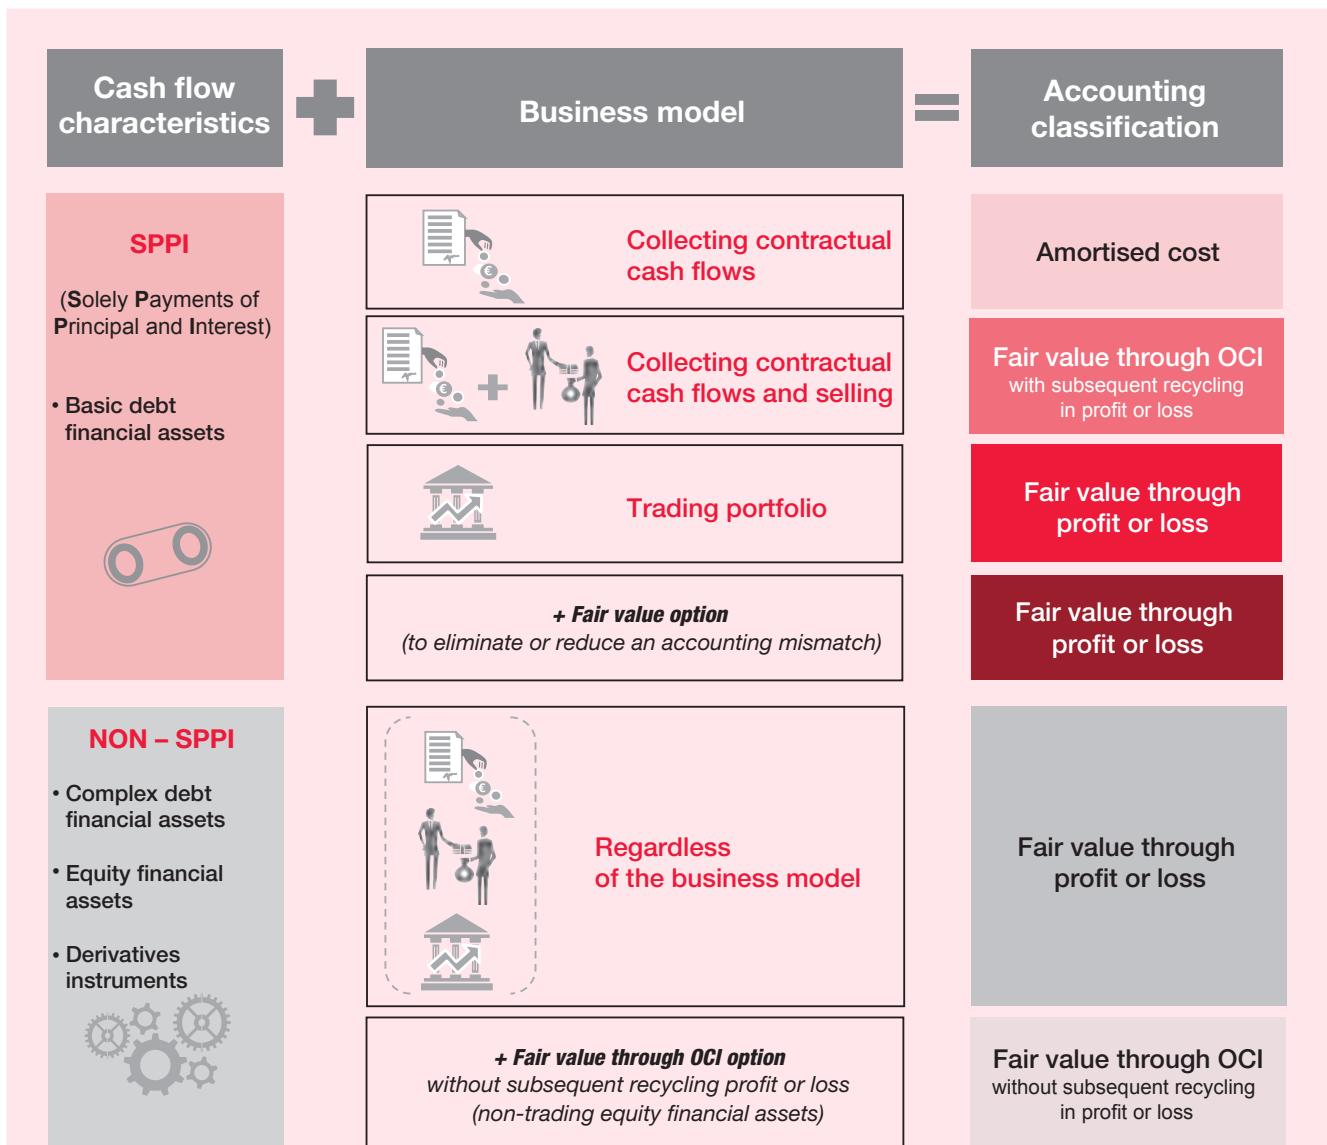 Cash flow
characteristics
Business model
Accounting
classification
SPPI
(Solely Payments of
Principal and Interest)
• Basic debt
financial assets
Collecting contractual
cash flows
Amortised cost
Collecting contractual
cash flows and selling
Fair value through OCI
with subsequent recycling
in profit or loss
Trading portfolio
Fair value through
profit or loss
+ Fair value option
(to eliminate or reduce an accounting mismatch)
Fair value through
profit or loss
NON – SPPI
• Complex debt
financial assets
• Equity financial
assets
• Derivatives
instruments
Regardless
of the business model
Fair value through
profit or loss
+ Fair value through OCI option
without subsequent recycling profit or loss
(non-trading equity financial assets)
Fair value through OCI
without subsequent recycling
in profit or loss